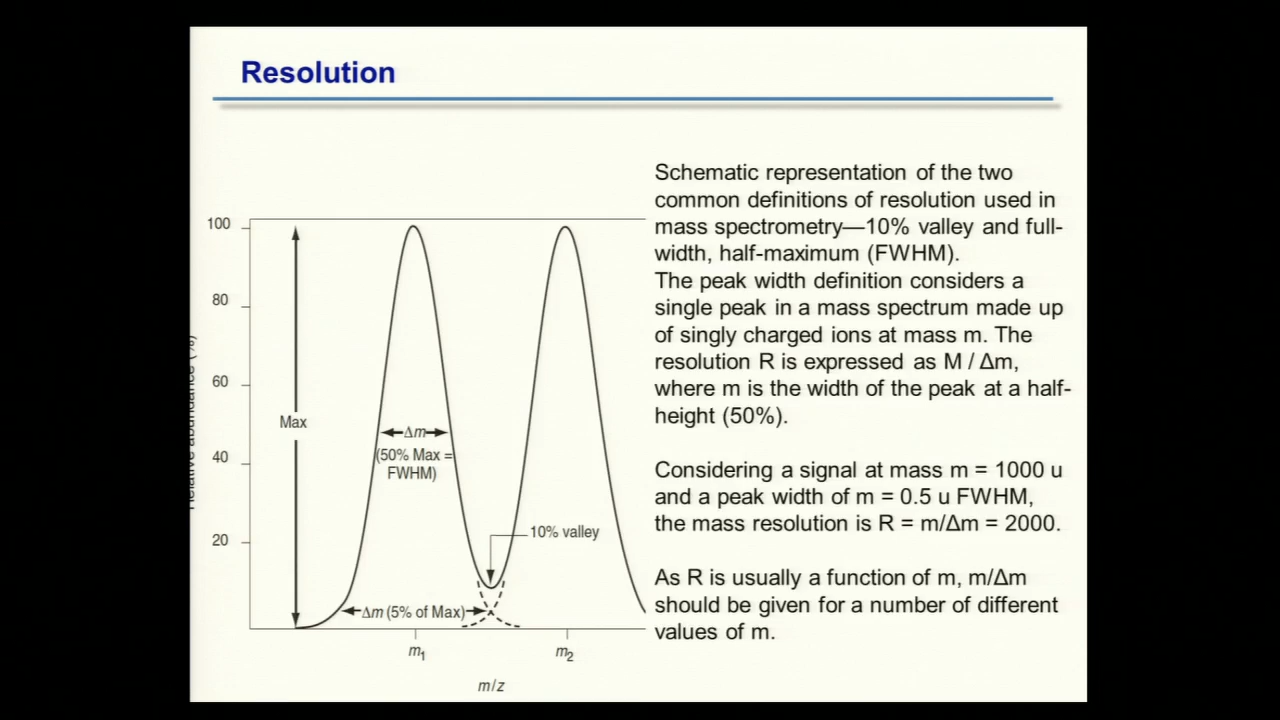 Resolution
Schematic representation of the two
common definitions of resolution used in
mass spectrometry—10% valley and full-
width, half-maximum (FWHM).
The peak width definition considers a
single peak in a mass spectrum made up
of singly charged ions at mass m. The
resolution R is expressed as M / Δm,
where m is the width of the peak at a half-
height (50%).
Considering a signal at mass m = 1000 u
and a peak width of m = 0.5 u FWHM,
the mass resolution is R = m/Δm = 2000.
As R is usually a function of m, m/Δm
should be given for a number of different
values of m.
100
80
60
40
20
Max
Δm
(50% Max =
FWHM)
10% valley
Δm (5% of Max)
m₁
m₂
m/z